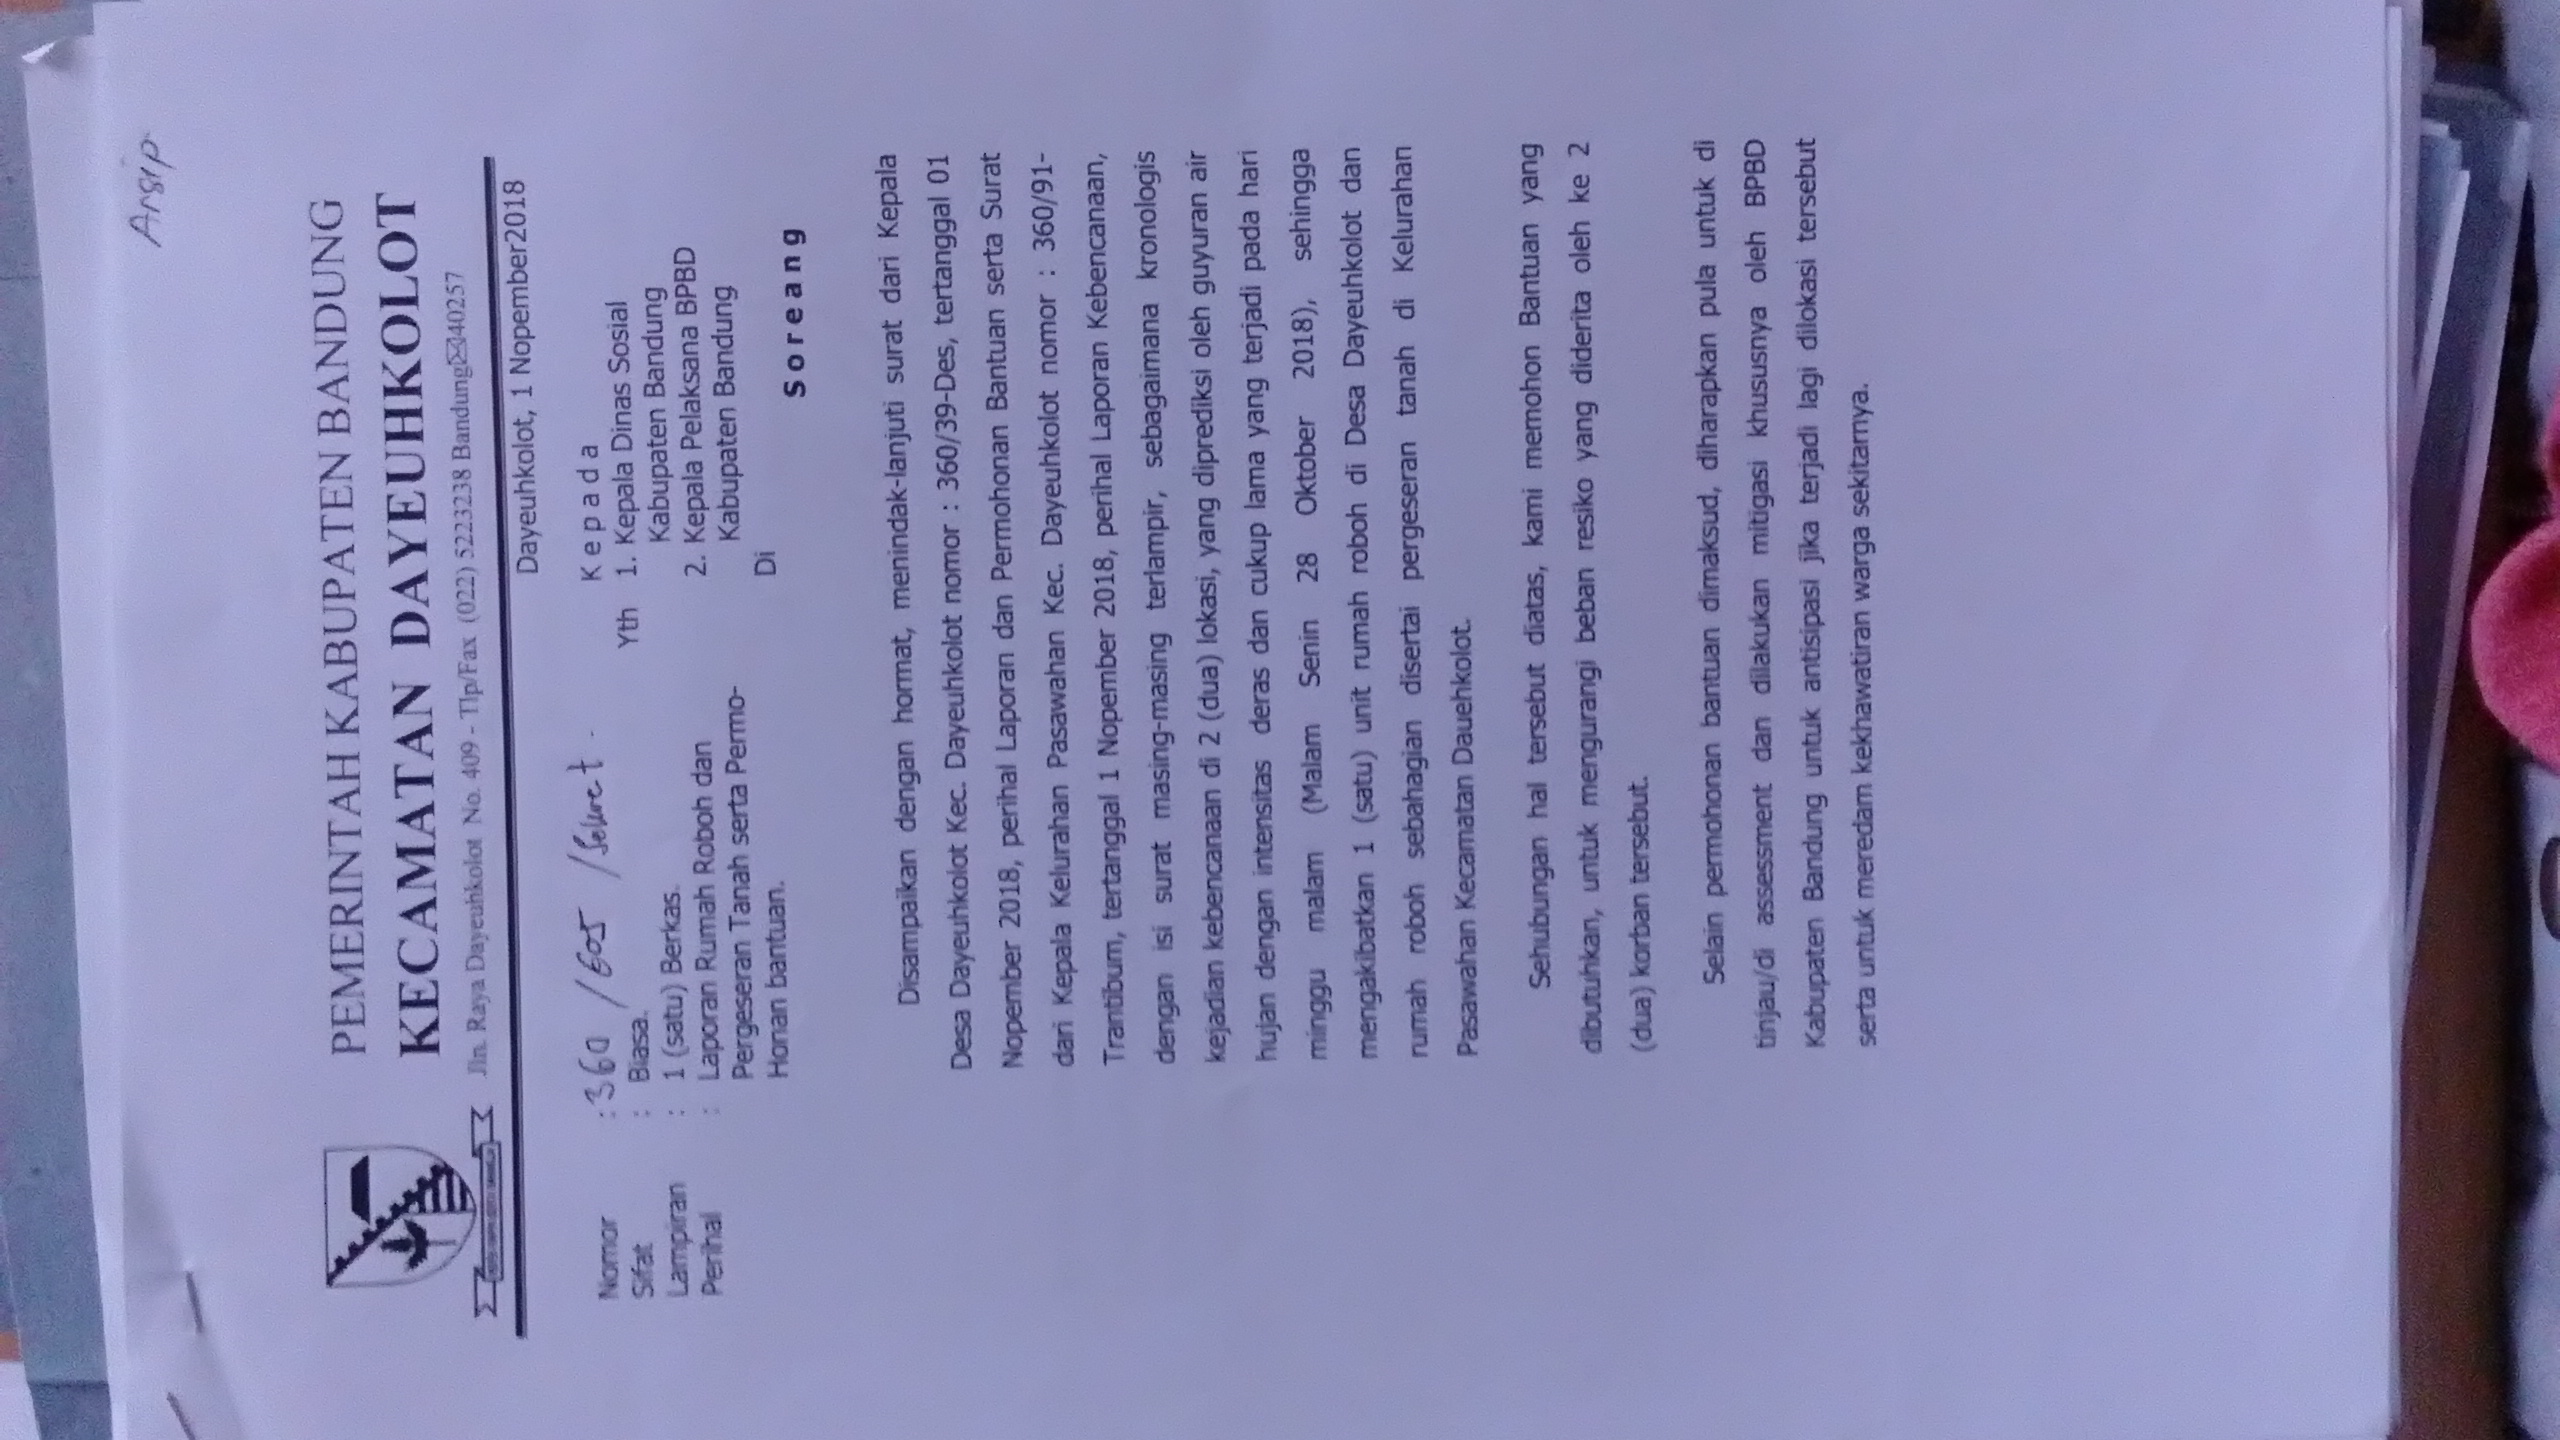 Arsip
PEMERINTAH KABUPATEN BANDUNG
KECAMATAN DAYEUHKOLOT
Jln. Raya Dayeuhkolot No. 409 - Tlp/Fax (022) 5223238 Bandung✉40257
Dayeuhkolot, 1 Nopember2018
Nomor : 360 / 605 / Sekret.
Sifat : Biasa.
Lampiran : 1 (satu) Berkas.
Perihal : Laporan Rumah Roboh dan
Pergeseran Tanah serta Permo-
Honan bantuan.
K e p a d a
Yth 1. Kepala Dinas Sosial
Kabupaten Bandung
2. Kepala Pelaksana BPBD
Kabupaten Bandung
Di
S o r e a n g
Disampaikan dengan hormat, menindak-lanjuti surat dari Kepala
Desa Dayeuhkolot Kec. Dayeuhkolot nomor : 360/39-Des, tertanggal 01
Nopember 2018, perihal Laporan dan Permohonan Bantuan serta Surat
dari Kepala Kelurahan Pasawahan Kec. Dayeuhkolot nomor : 360/91-
Trantibum, tertanggal 1 Nopember 2018, perihal Laporan Kebencanaan,
dengan isi surat masing-masing terlampir, sebagaimana kronologis
kejadian kebencanaan di 2 (dua) lokasi, yang diprediksi oleh guyuran air
hujan dengan intensitas deras dan cukup lama yang terjadi pada hari
minggu malam (Malam Senin 28 Oktober 2018), sehingga
mengakibatkan 1 (satu) unit rumah roboh di Desa Dayeuhkolot dan
rumah roboh sebahagian disertai pergeseran tanah di Kelurahan
Pasawahan Kecamatan Dauehkolot.
Sehubungan hal tersebut diatas, kami memohon Bantuan yang
dibutuhkan, untuk mengurangi beban resiko yang diderita oleh ke 2
(dua) korban tersebut.
Selain permohonan bantuan dimaksud, diharapkan pula untuk di
tinjau/di assessment dan dilakukan mitigasi khususnya oleh BPBD
Kabupaten Bandung untuk antisipasi jika terjadi lagi dilokasi tersebut
serta untuk meredam kekhawatiran warga sekitarnya.